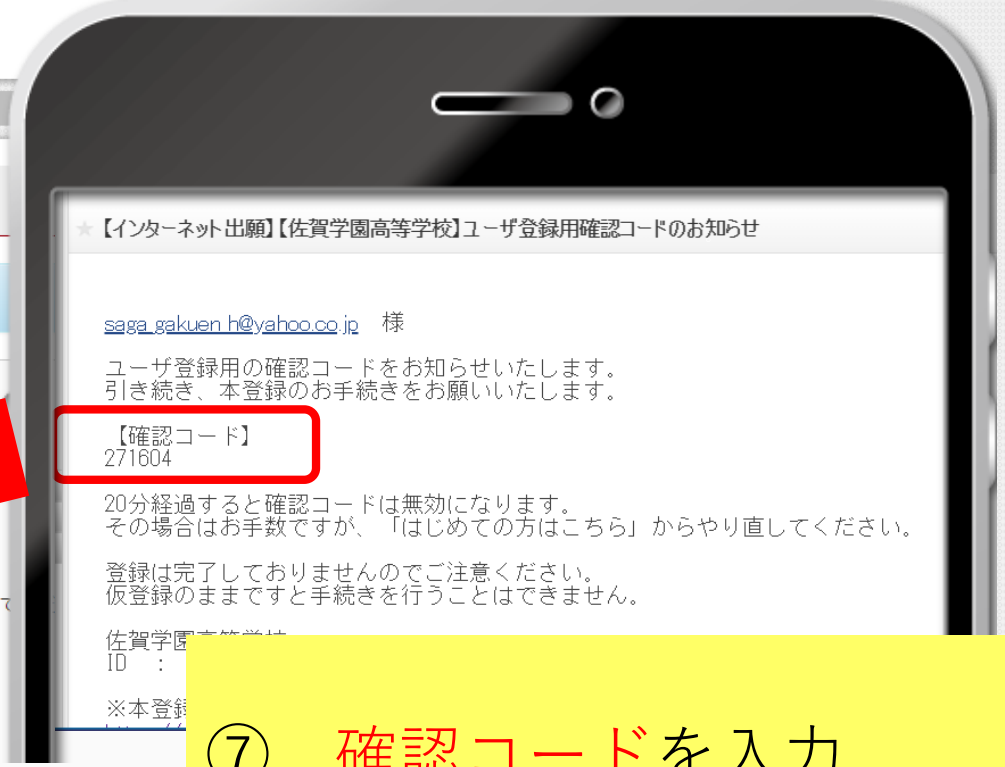 【インターネット出願】【佐賀学園高等学校】ユーザ登録用確認コードのお知らせ
saga_gakuen_h@yahoo.co.jp 様
ユーザ登録用の確認コードをお知らせいたします。
引き続き、本登録のお手続きをお願いいたします。
【確認コード】
271604
20分経過すると確認コードは無効になります。
その場合はお手数ですが、「はじめての方はこちら」からやり直してください。
登録は完了しておりませんのでご注意ください。
仮登録のままですと手続きを行うことはできません。
佐賀学園高等学校
ID :
※本登録
⑦ 確認コードを入力